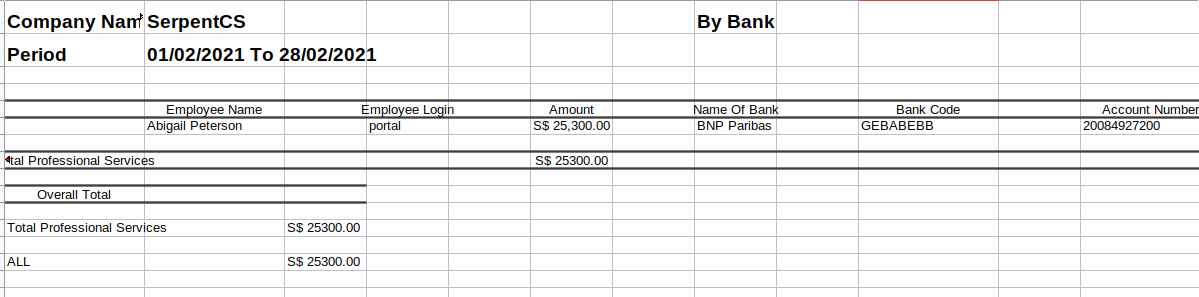 Company Nam SerpentCS By Bank
Period 01/02/2021 To 28/02/2021
Employee Name Employee Login Amount Name Of Bank Bank Code Account Number
Abigail Peterson portal S$ 25,300.00 BNP Paribas GEBABEBB 20084927200
tal Professional Services S$ 25300.00
Overall Total
Total Professional Services S$ 25300.00
ALL S$ 25300.00